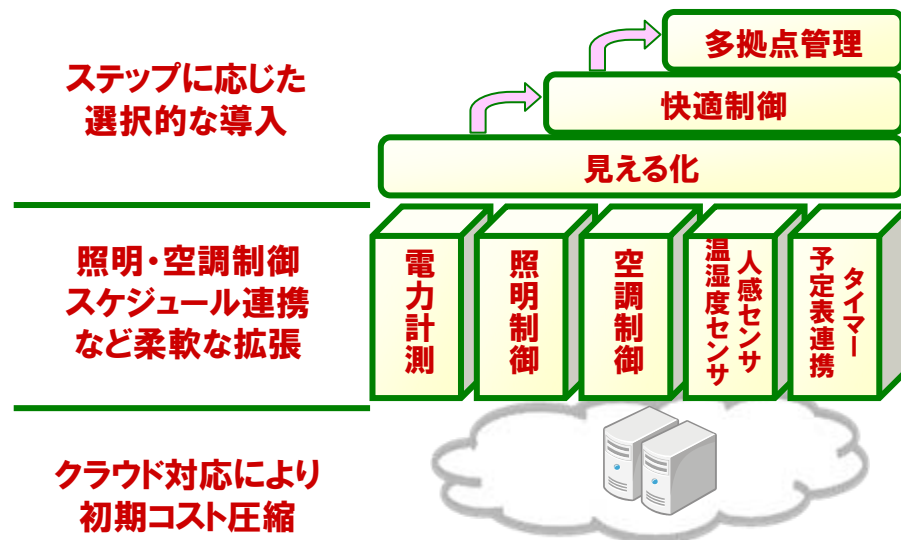 多拠点管理
快適制御
見える化
ステップに応じた
選択的な導入
照明・空調制御
スケジュール連携
など柔軟な拡張
電力計測
照明制御
空調制御
人感センサ
温湿度センサ
タイマー
予定表連携
クラウド対応により
初期コスト圧縮